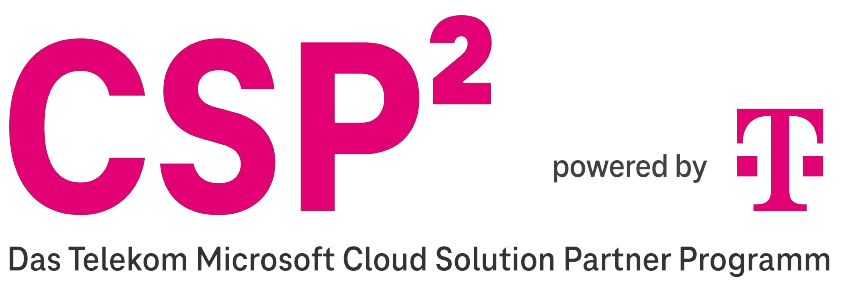 CSP²
powered by T
Das Telekom Microsoft Cloud Solution Partner Programm